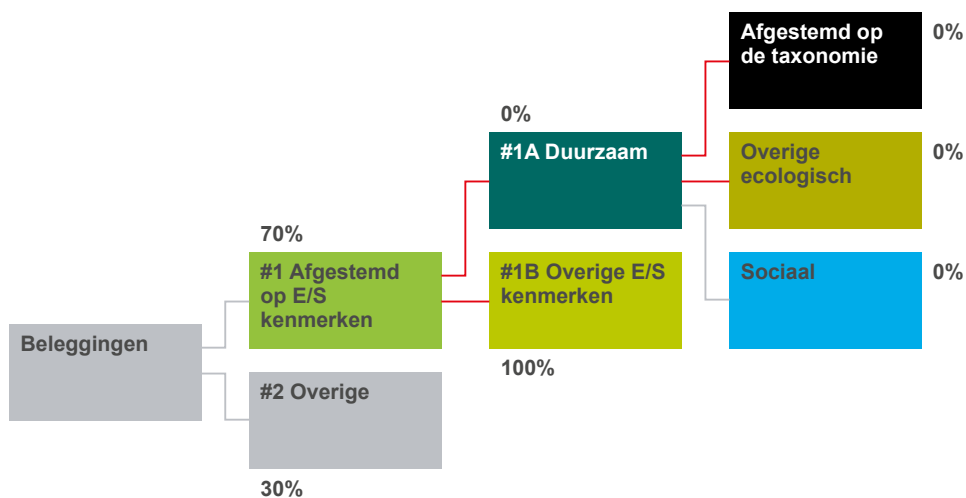 Afgestemd op
de taxonomie
0%
0%
#1A Duurzaam
Overige
ecologisch
0%
70%
#1 Afgestemd
op E/S
kenmerken
#1B Overige E/S
kenmerken
Sociaal
0%
Beleggingen
100%
#2 Overige
30%